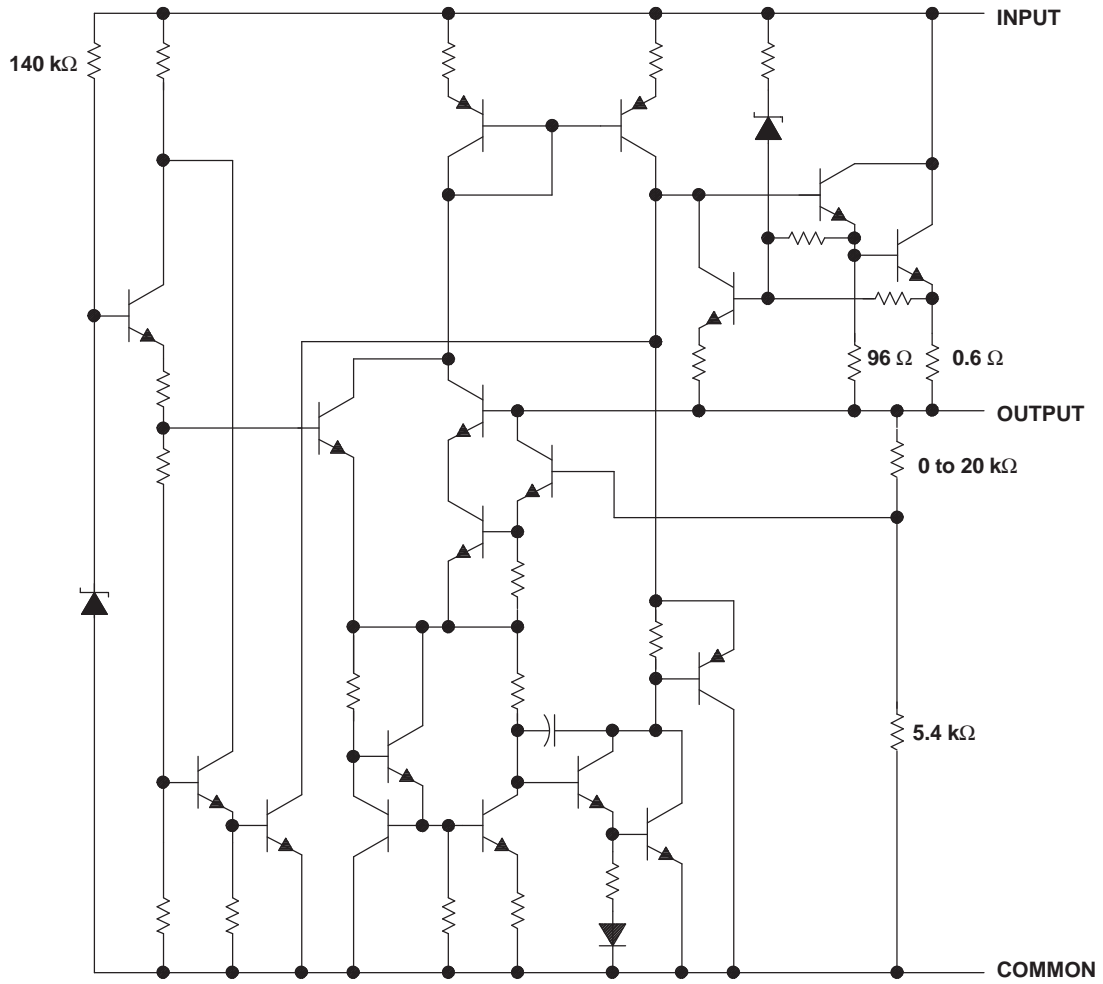 INPUT
140 kΩ
96 Ω
0.6 Ω
OUTPUT
0 to 20 kΩ
5.4 kΩ
COMMON